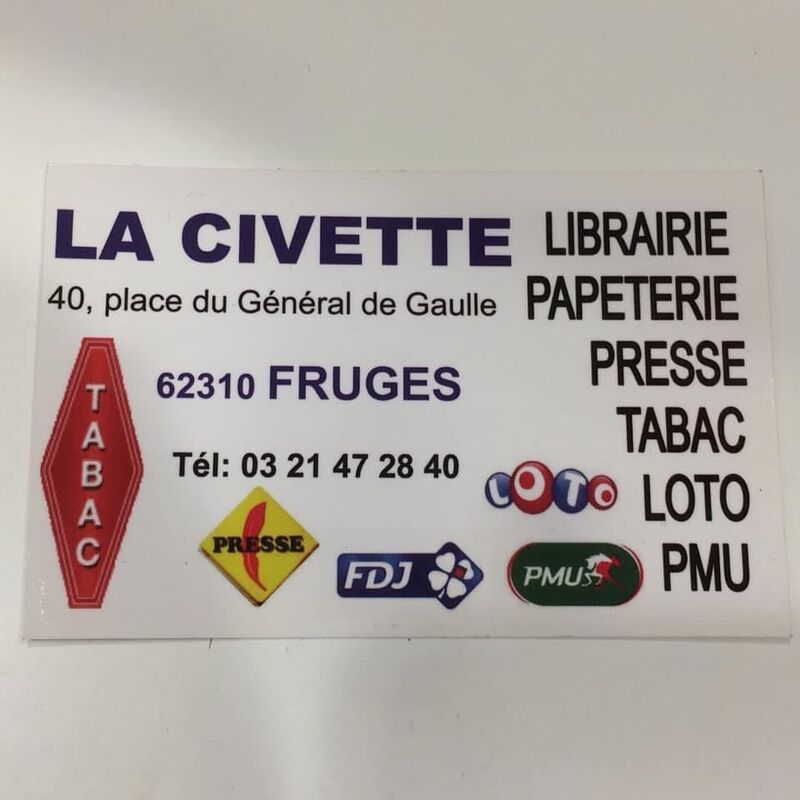 LA CIVETTE
40, place du Général de Gaulle
62310 FRUGES
Tél: 03 21 47 28 40
LIBRAIRIE
PAPETERIE
PRESSE
TABAC
LOTO
PMU
TABAC
PRESSE
FDJ
LOTO
PMU